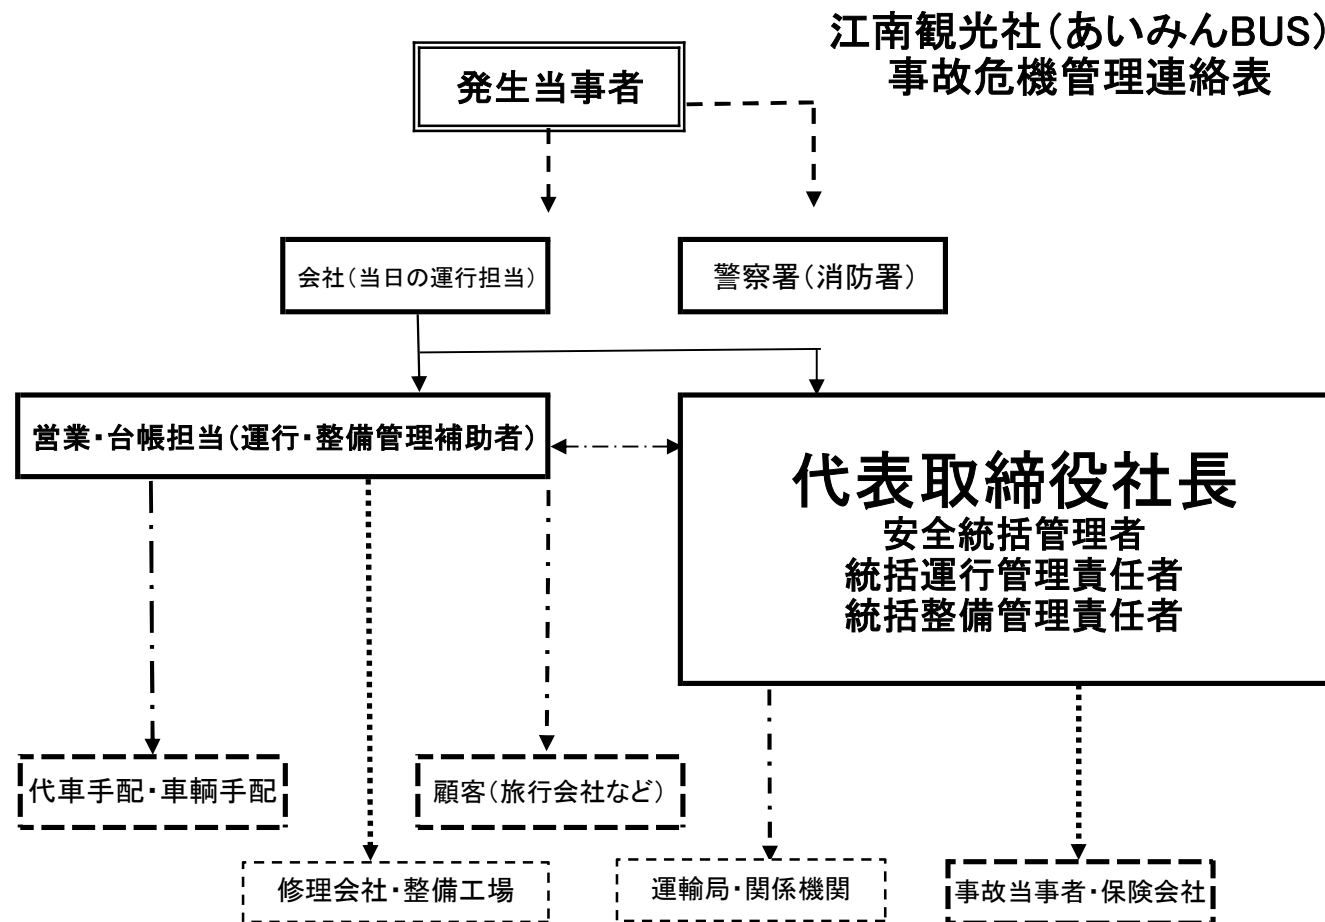 江南観光社（あいみんBUS）
事故危機管理連絡表
発生当事者
会社（当日の運行担当）
警察署（消防署）
営業・台帳担当（運行・整備管理補助者）
代表取締役社長
安全統括管理者
統括運行管理責任者
統括整備管理責任者
代車手配・車輌手配
顧客（旅行会社など）
修理会社・整備工場
運輸局・関係機関
事故当事者・保険会社